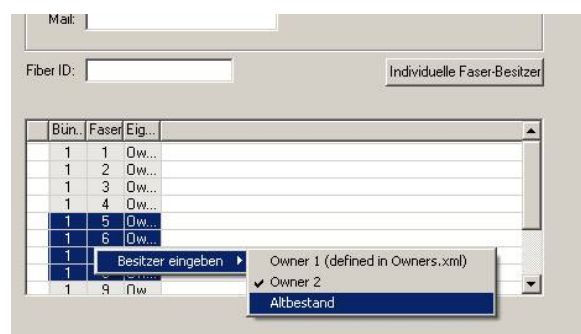 Mail:
Fiber ID:
Individuelle Faser-Besitzer
Bün.. Faser Eig...
1 1 Ow...
1 2 Ow...
1 3 Ow...
1 4 Ow...
1 5 Ow...
1 6 Ow...
1
Besitzer eingeben
Owner 1 (defined in Owners.xml)
1
Owner 2
1 9 Ow
Altbestand